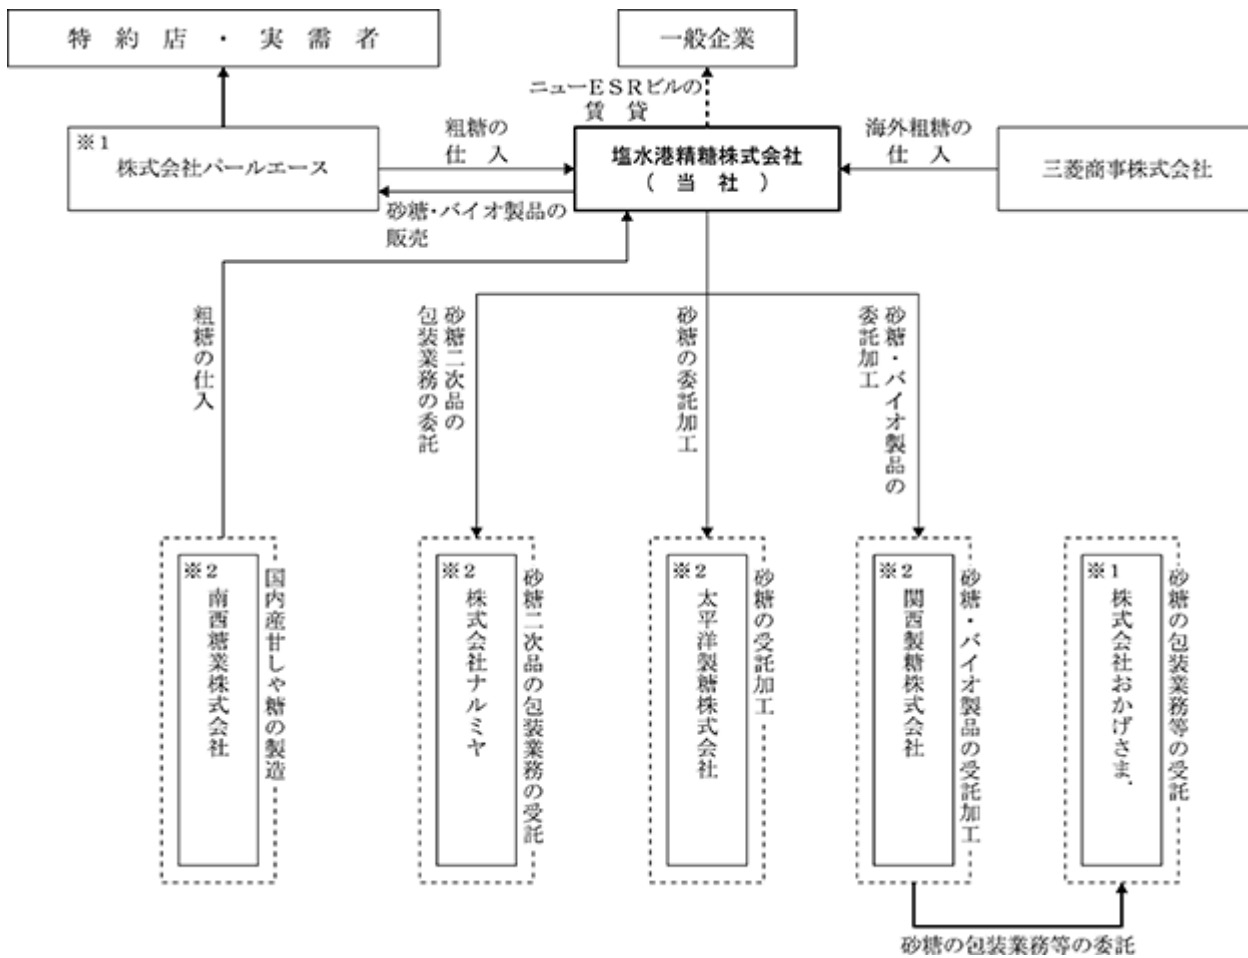 特約店・実需者
一般企業
ニューESRビルの
賃貸
※1
株式会社パールエース
粗糖の
仕入
塩水港精糖株式会社
(当社)
海外粗糖の
仕入
三菱商事株式会社
砂糖・バイオ製品の
販売
粗糖の仕入
砂糖二次品の
包装業務の委託
砂糖の委託加工
砂糖・バイオ製品の
委託加工
※2
南西糖業株式会社
国内産甘しゃ糖の製造
※2
株式会社ナルミヤ
砂糖二次品の包装業務の受託
※2
太平洋製糖株式会社
砂糖の受託加工
※2
関西製糖株式会社
砂糖・バイオ製品の受託加工
※1
株式会社おかげさま.
砂糖の包装業務等の受託
砂糖の包装業務等の委託